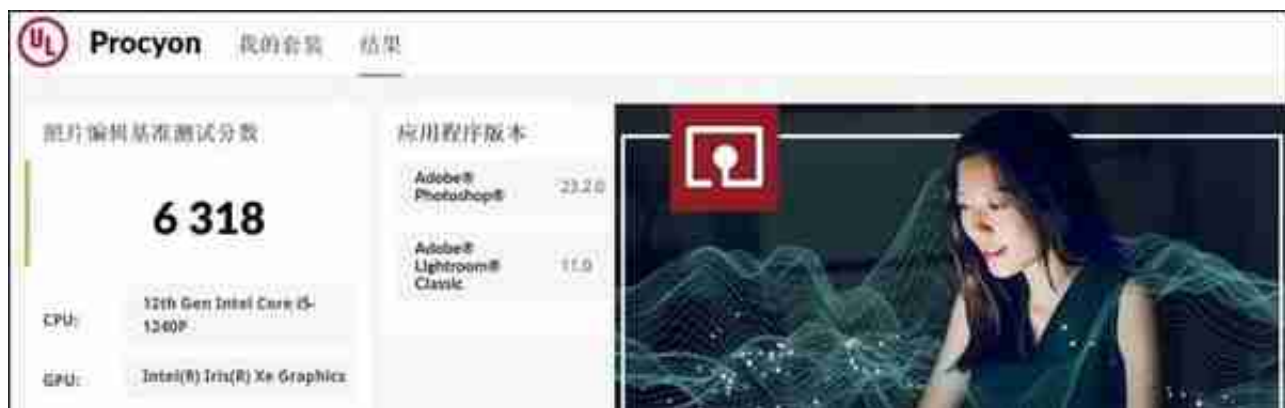 UL Procyon 我的套装 结果
照片编辑基准测试分数
6 318
CPU:
12th Gen Intel Core i5-
1240P
GPU:
Intel(R) Iris(R) Xe Graphics
应用程序版本
Adobe®
Photoshop®
23.2.0
Adobe®
Lightroom®
Classic
11.0